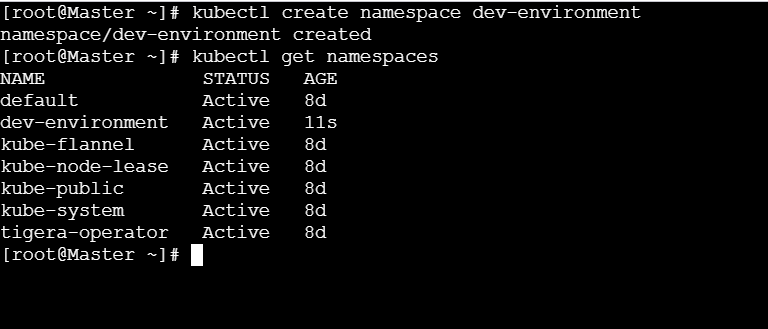 [root@Master ~]# kubectl create namespace dev-environment
namespace/dev-environment created
[root@Master ~]# kubectl get namespaces
NAME              STATUS   AGE
default           Active   8d
dev-environment   Active   11s
kube-flannel      Active   8d
kube-node-lease   Active   8d
kube-public       Active   8d
kube-system       Active   8d
tigera-operator   Active   8d
[root@Master ~]#